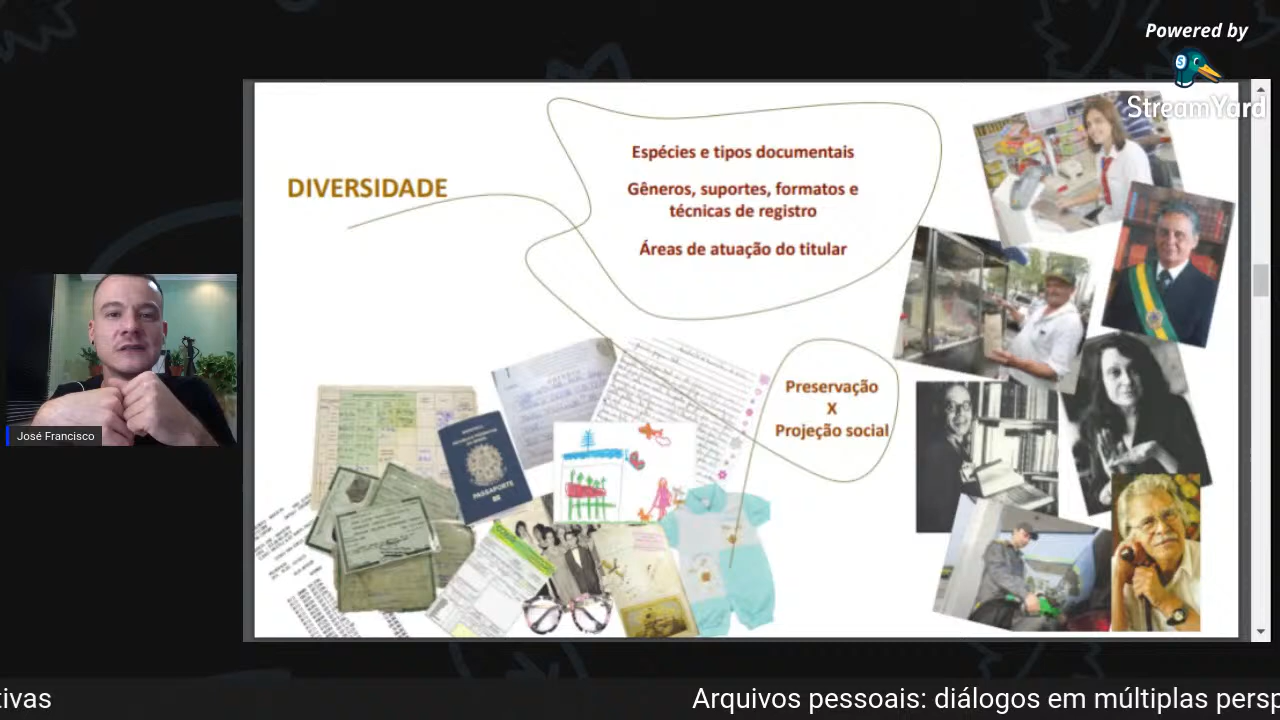 Powered by
StreamYard
DIVERSIDADE
Espécies e tipos documentais
Gêneros, suportes, formatos e
técnicas de registro
Áreas de atuação do titular
Preservação
X
Projeção social
PASSAPORTE
José Francisco
tivas
Arquivos pessoais: diálogos em múltiplas persp